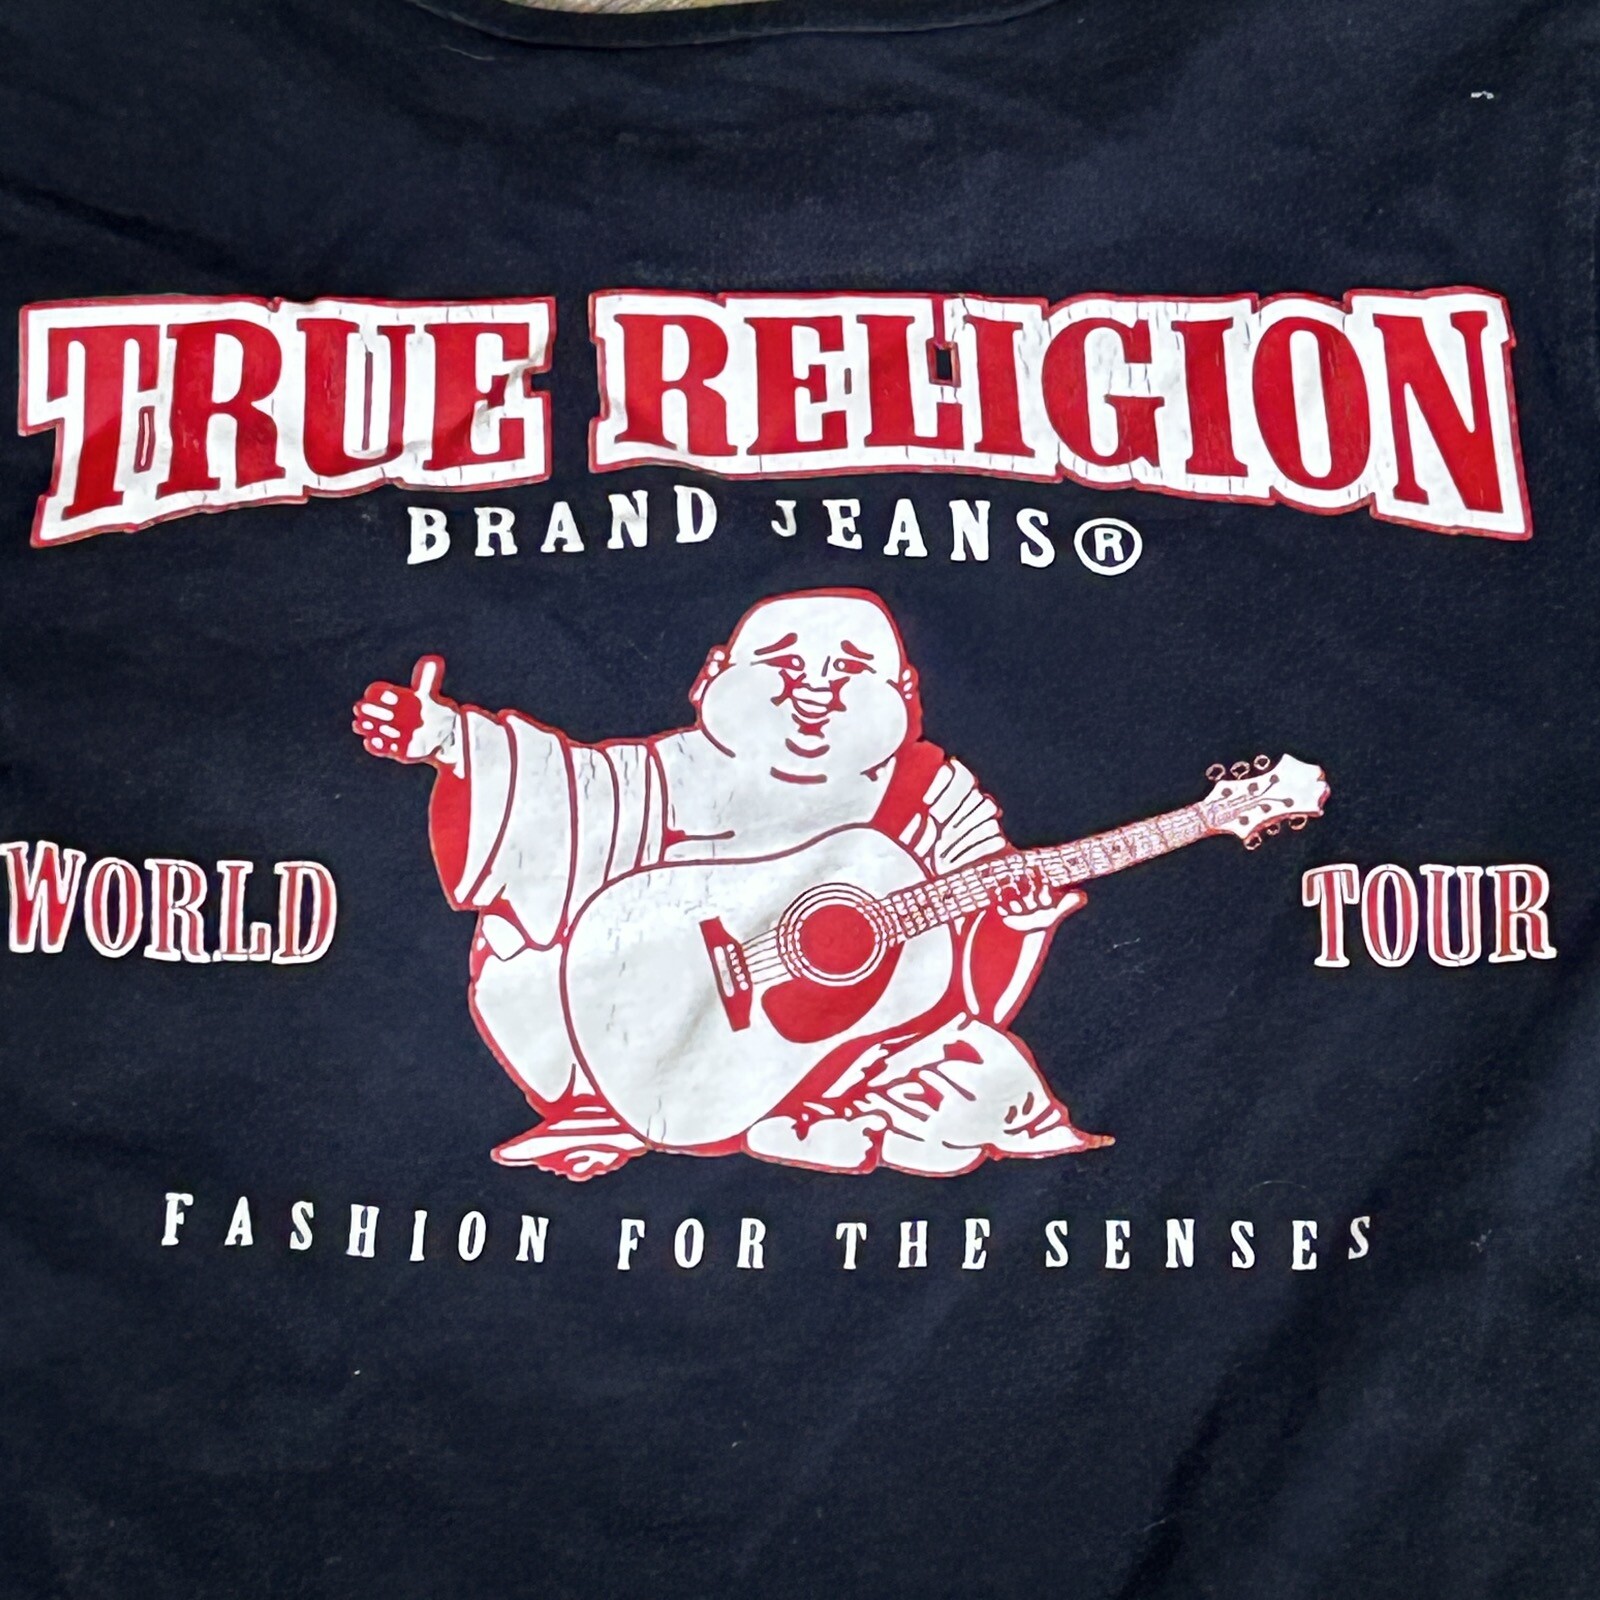 TRUE RELIGION
BRAND JEANS®
WORLD TOUR
FASHION FOR THE SENSES